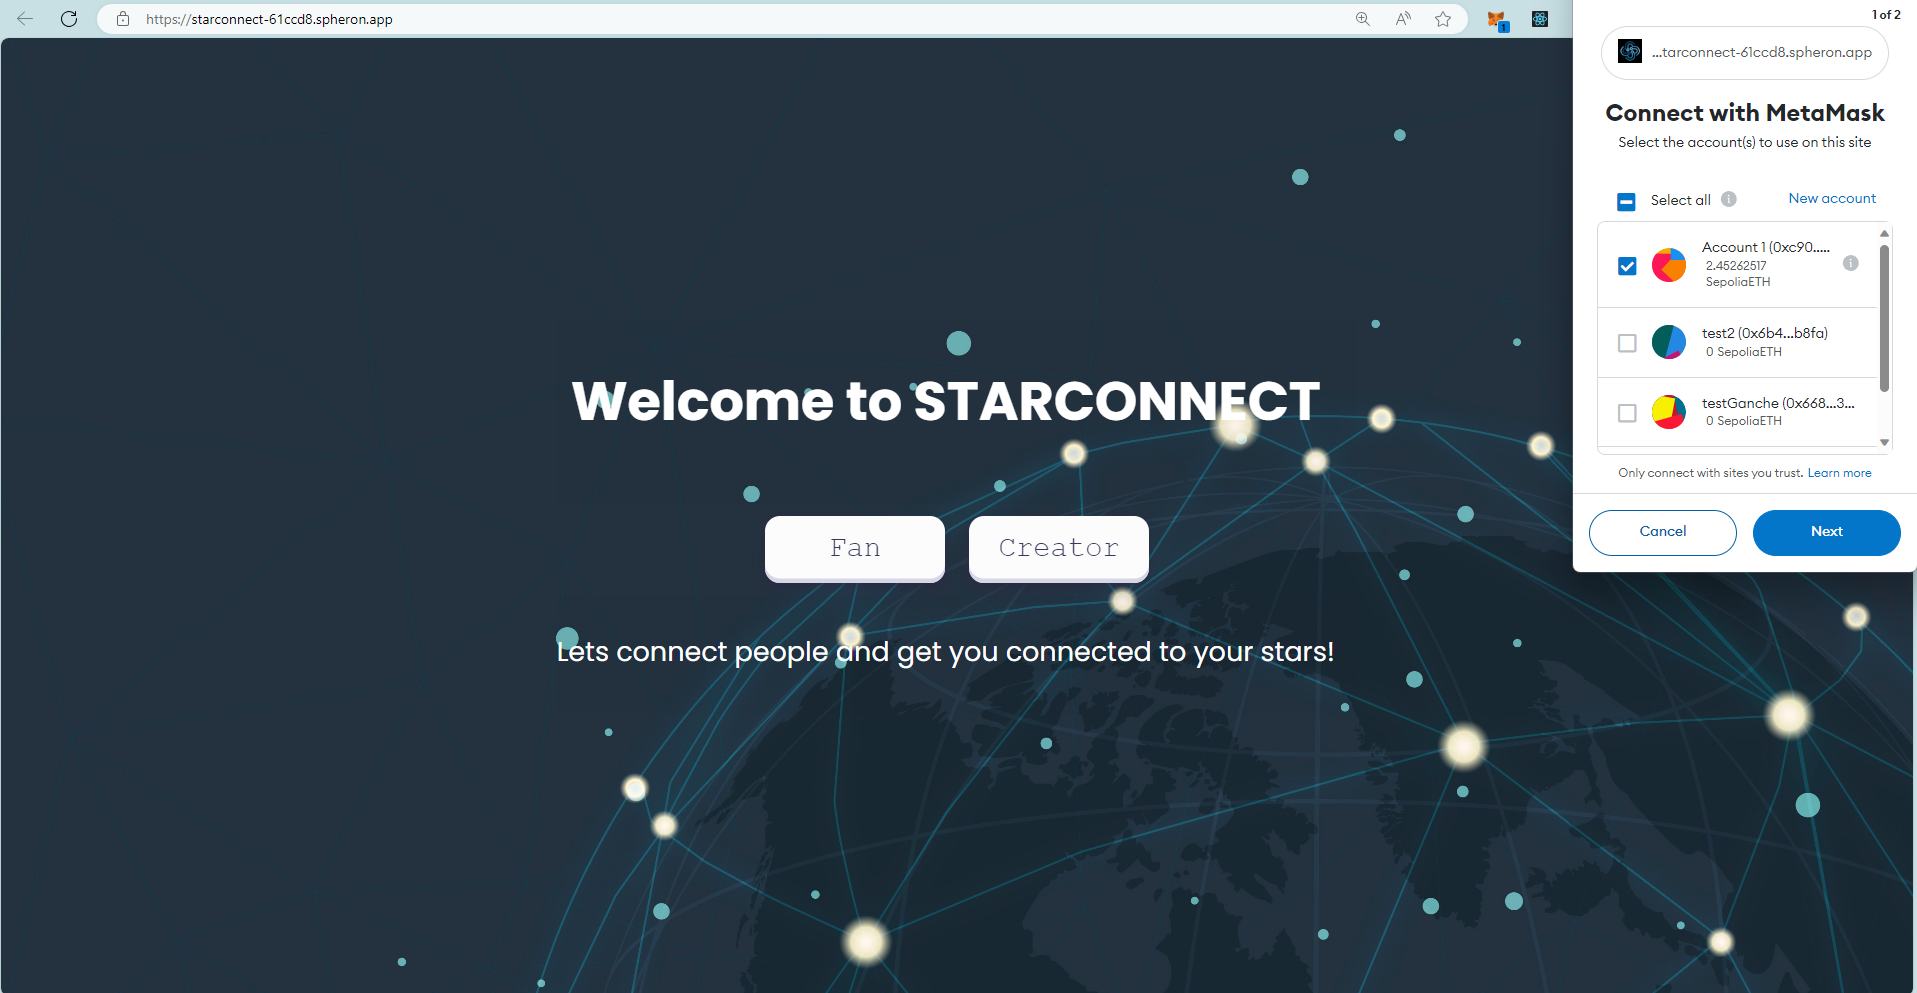 https://starconnect-61ccd8.spheron.app
1
1 of 2
...tarconnect-61ccd8.spheron.app
Connect with MetaMask
Select the account(s) to use on this site
Select all
New account
Account 1 (0xc90.....
2.45262517
SepoliaETH
test2 (0x6b4...b8fa)
0 SepoliaETH
testGanche (0x668...3...
0 SepoliaETH
Only connect with sites you trust. Learn more
Cancel
Next
Welcome to STARCONNECT
Fan
Creator
Lets connect people and get you connected to your stars!